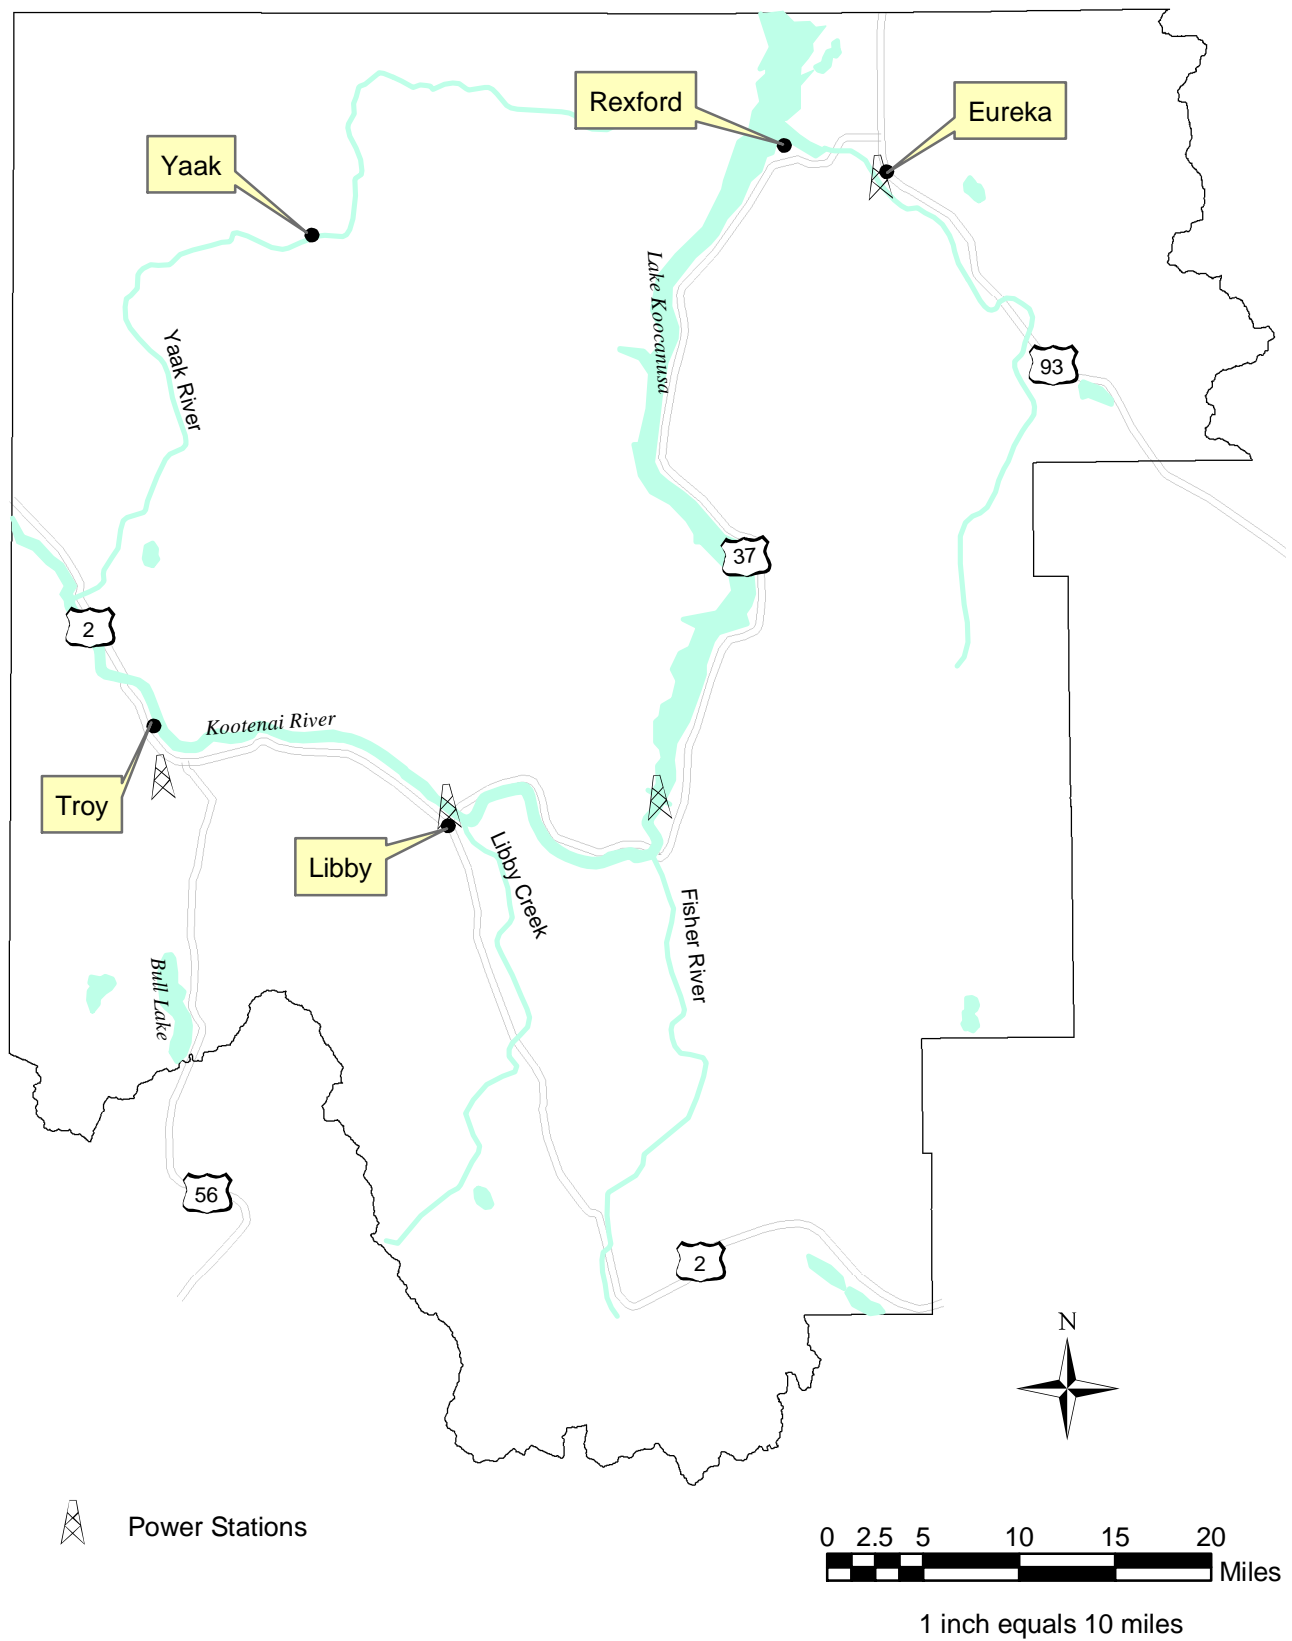 Rexford
Eureka
Yaak
Lake Koocanusa
Yaak River
93
37
2
Kootenai River
Troy
Libby
Libby Creek
Fisher River
Bull Lake
56
2
N
Power Stations
0 2.5 5 10 15 20
Miles
1 inch equals 10 miles